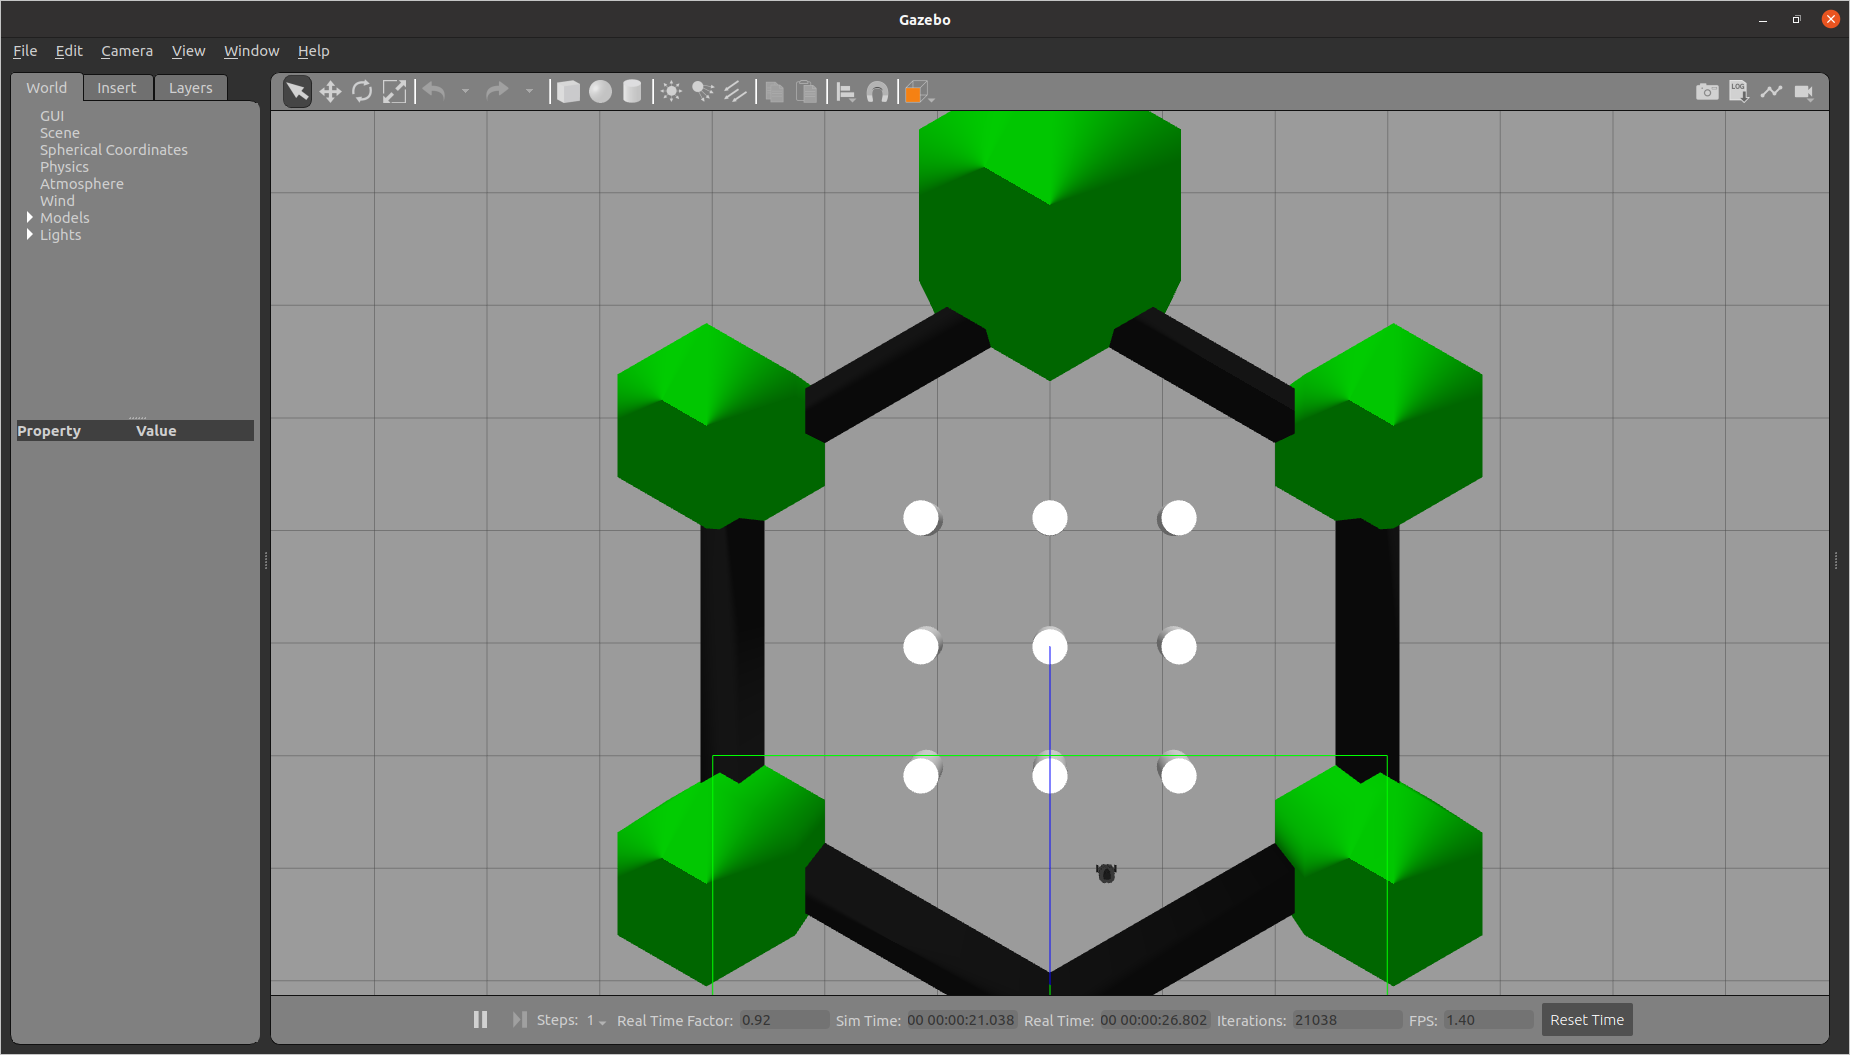 Gazebo
File Edit Camera View Window Help
World Insert Layers
LOG
GUI
Scene
Spherical Coordinates
Physics
Atmosphere
Wind
Models
Lights
Property Value
Steps: 1 Real Time Factor: 0.92 Sim Time: 00 00:00:21.038 Real Time: 00 00:00:26.802 Iterations: 21038 FPS: 1.40 Reset Time